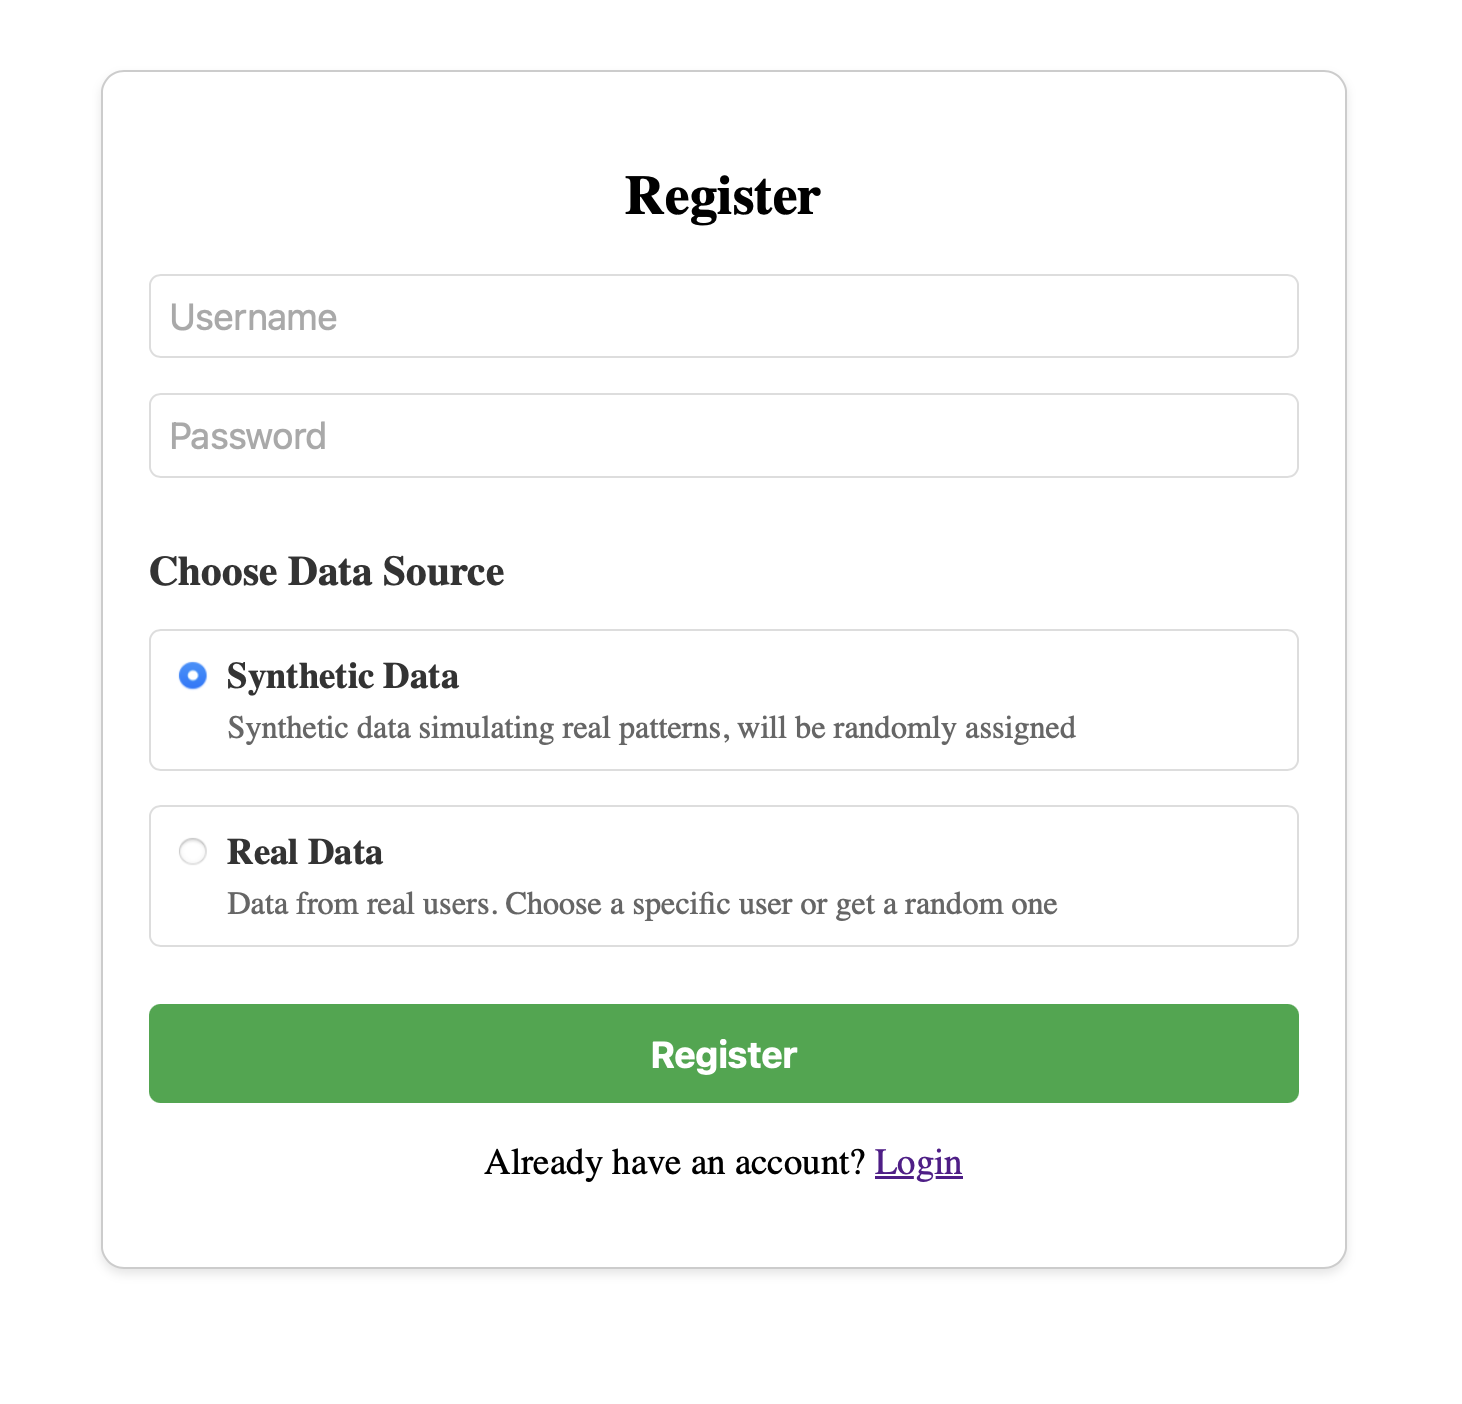 Register
Username
Password
Choose Data Source
Synthetic Data
Synthetic data simulating real patterns, will be randomly assigned
Real Data
Data from real users. Choose a specific user or get a random one
Register
Already have an account? Login